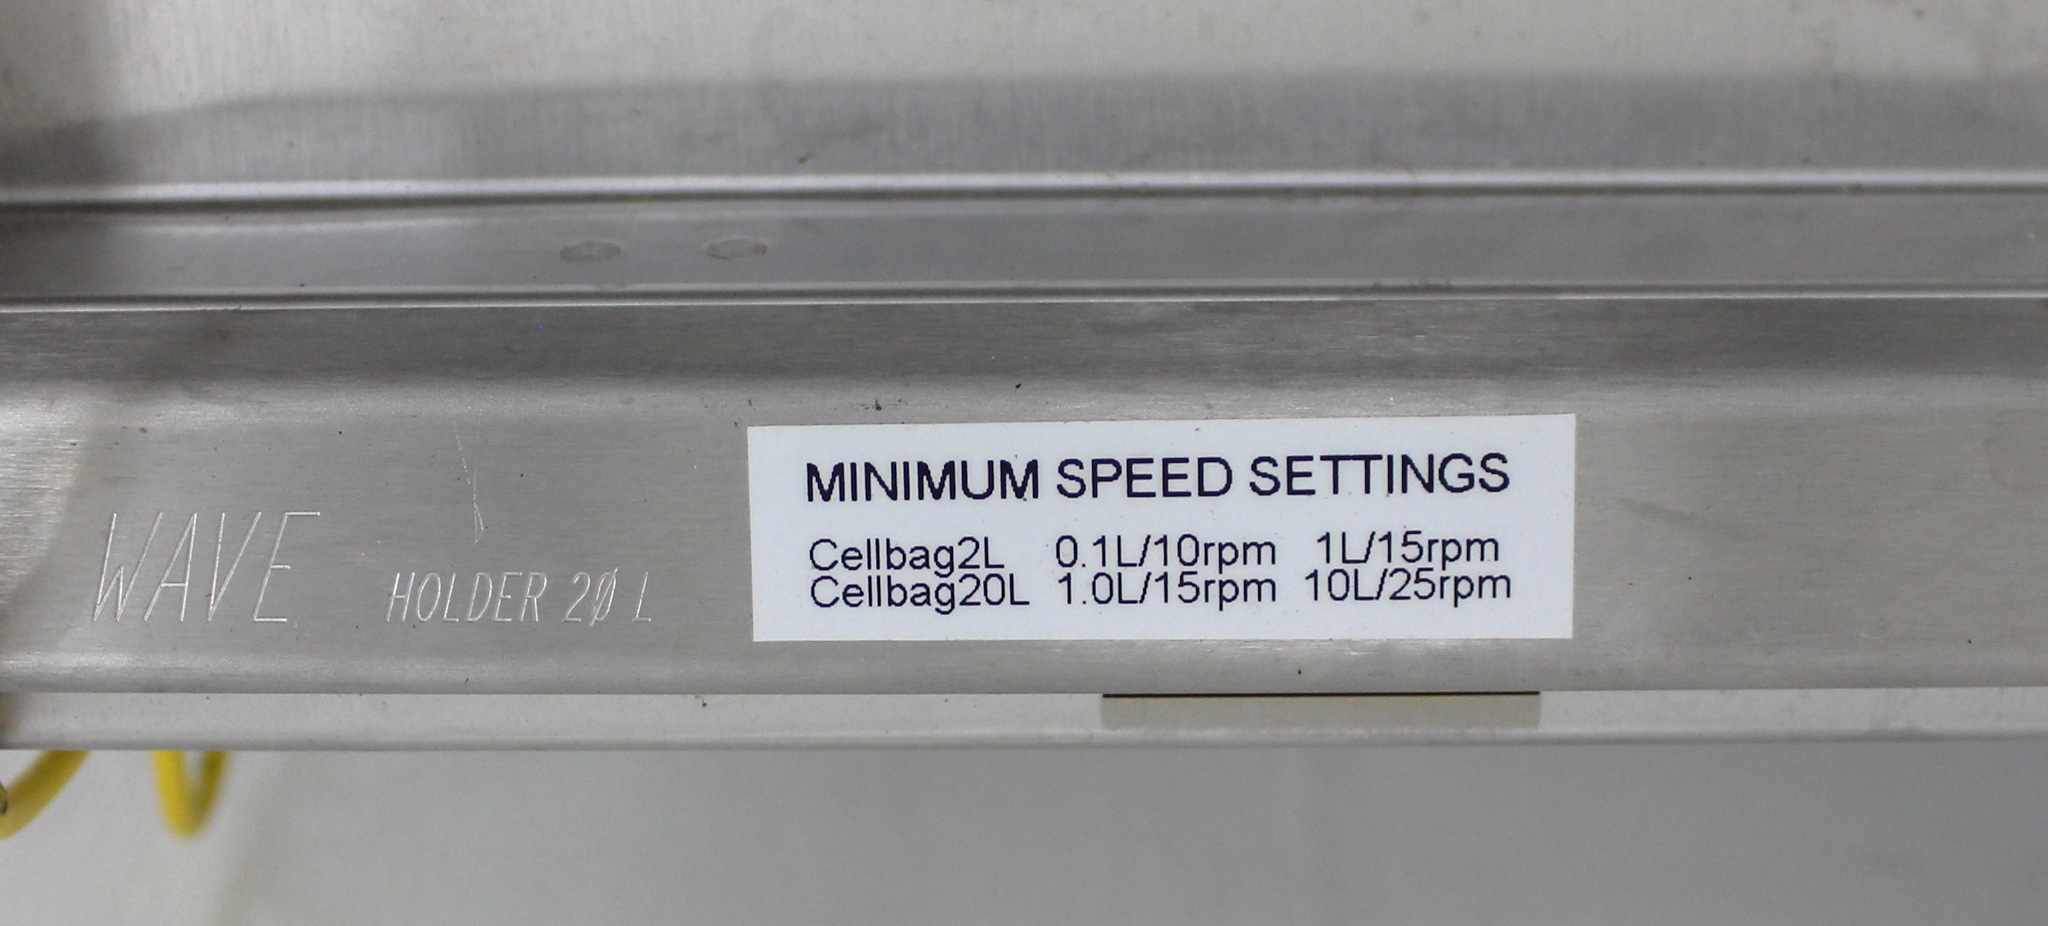 MINIMUM SPEED SETTINGS
Cellbag2L 0.1L/10rpm 1L/15rpm
Cellbag20L 1.0L/15rpm 10L/25rpm
WAVE HOLDER 20 L